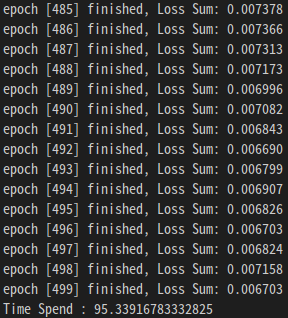 epoch [485] finished, Loss Sum: 0.007378
epoch [486] finished, Loss Sum: 0.007366
epoch [487] finished, Loss Sum: 0.007313
epoch [488] finished, Loss Sum: 0.007173
epoch [489] finished, Loss Sum: 0.006996
epoch [490] finished, Loss Sum: 0.007082
epoch [491] finished, Loss Sum: 0.006843
epoch [492] finished, Loss Sum: 0.006690
epoch [493] finished, Loss Sum: 0.006799
epoch [494] finished, Loss Sum: 0.006907
epoch [495] finished, Loss Sum: 0.006826
epoch [496] finished, Loss Sum: 0.006703
epoch [497] finished, Loss Sum: 0.006824
epoch [498] finished, Loss Sum: 0.007158
epoch [499] finished, Loss Sum: 0.006703
Time Spend : 95.33916783332825